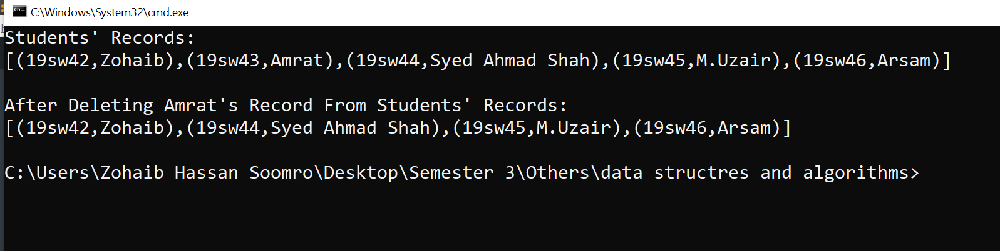 C:\Windows\System32\cmd.exe
Students' Records:
[(19sw42,Zohaib),(19sw43,Amrat),(19sw44,Syed Ahmad Shah),(19sw45,M.Uzair),(19sw46,Arsam)]
After Deleting Amrat's Record From Students' Records:
[(19sw42,Zohaib),(19sw44,Syed Ahmad Shah),(19sw45,M.Uzair),(19sw46,Arsam)]
C:\Users\Zohaib Hassan Soomro\Desktop\Semester 3\Others\data structres and algorithms>